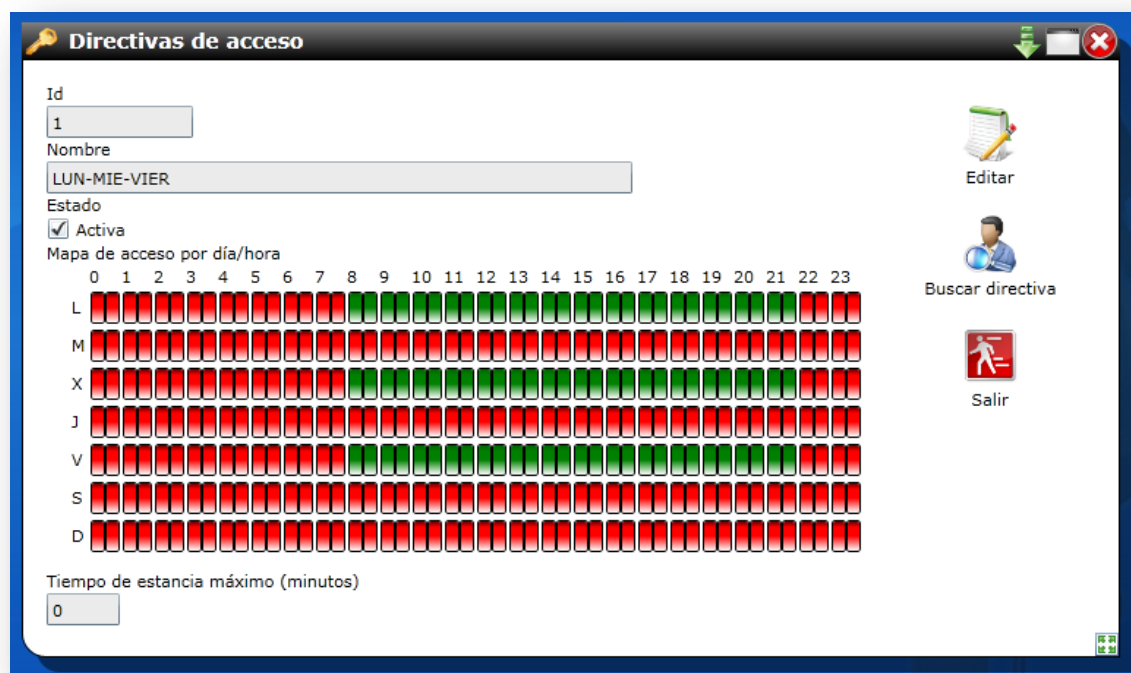 Directivas de acceso
Id
1
Nombre
LUN-MIE-VIER
Estado
Activa
Mapa de acceso por día/hora
0 1 2 3 4 5 6 7 8 9 10 11 12 13 14 15 16 17 18 19 20 21 22 23
L
M
X
J
V
S
D
Tiempo de estancia máximo (minutos)
0
Editar
Buscar directiva
Salir